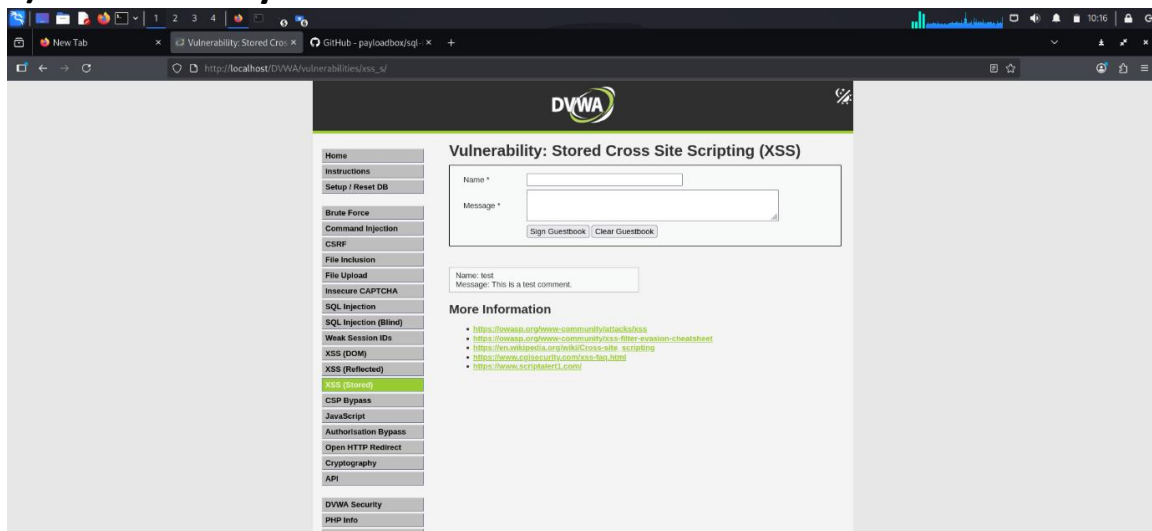 1 2 3 4 10:16 G
New Tab Vulnerability: Stored Cros GitHub - payloadbox/sql-
http://localhost/DVWA/vulnerabilities/xss_s/
DVWA
Home
Instructions
Setup / Reset DB
Brute Force
Command Injection
CSRF
File Inclusion
File Upload
Insecure CAPTCHA
SQL Injection
SQL Injection (Blind)
Weak Session IDs
XSS (DOM)
XSS (Reflected)
XSS (Stored)
CSP Bypass
JavaScript
Authorisation Bypass
Open HTTP Redirect
Cryptography
API
DVWA Security
PHP Info
Vulnerability: Stored Cross Site Scripting (XSS)
Name *
Message *
Sign Guestbook Clear Guestbook
Name: test
Message: This is a test comment.
More Information
https://owasp.org/www-community/attacks/xss
https://owasp.org/www-community/xss-filter-evasion-cheatsheet
https://en.wikipedia.org/wiki/Cross-site_scripting
https://www.cgisecurity.com/xss-faq.html
https://www.scriptalert1.com/